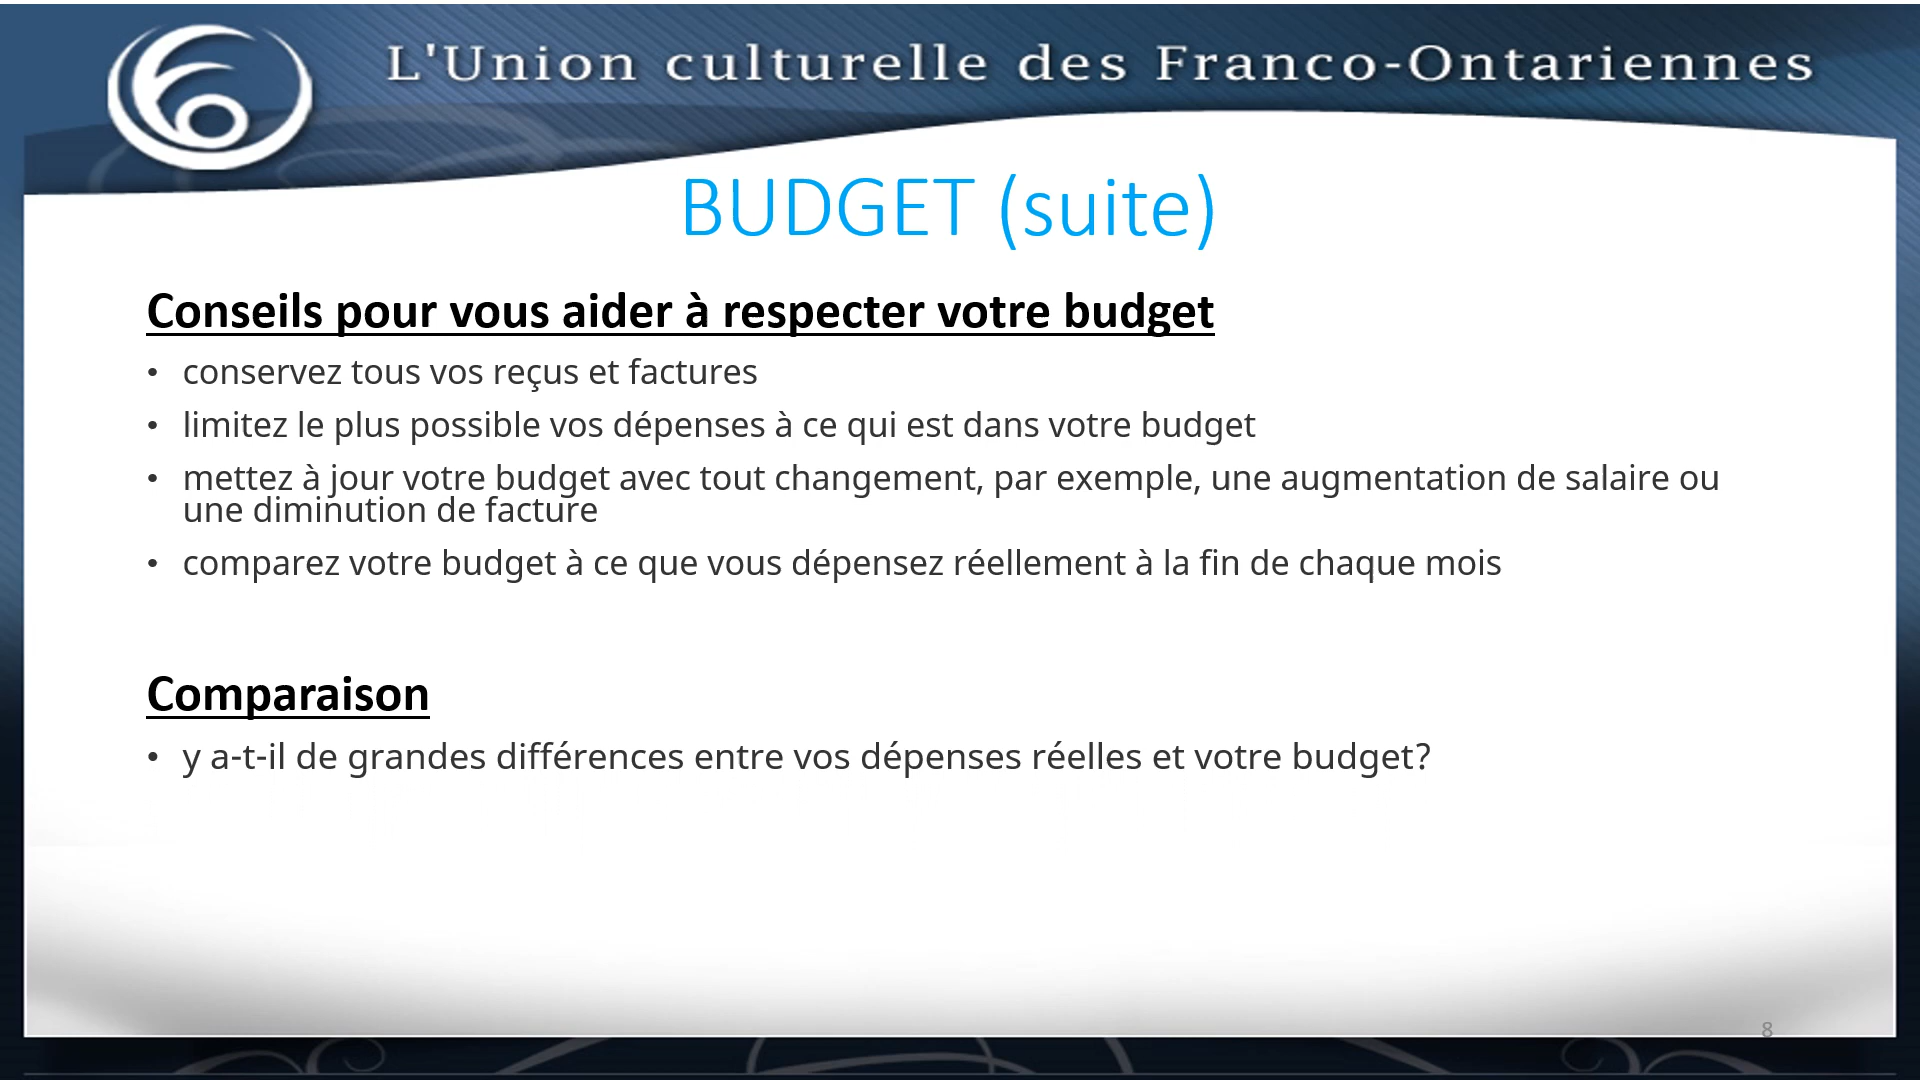 L'Union culturelle des Franco-Ontariennes
BUDGET (suite)
Conseils pour vous aider à respecter votre budget
• conservez tous vos reçus et factures
• limitez le plus possible vos dépenses à ce qui est dans votre budget
• mettez à jour votre budget avec tout changement, par exemple, une augmentation de salaire ou
une diminution de facture
• comparez votre budget à ce que vous dépensez réellement à la fin de chaque mois
Comparaison
• y a-t-il de grandes différences entre vos dépenses réelles et votre budget?
8